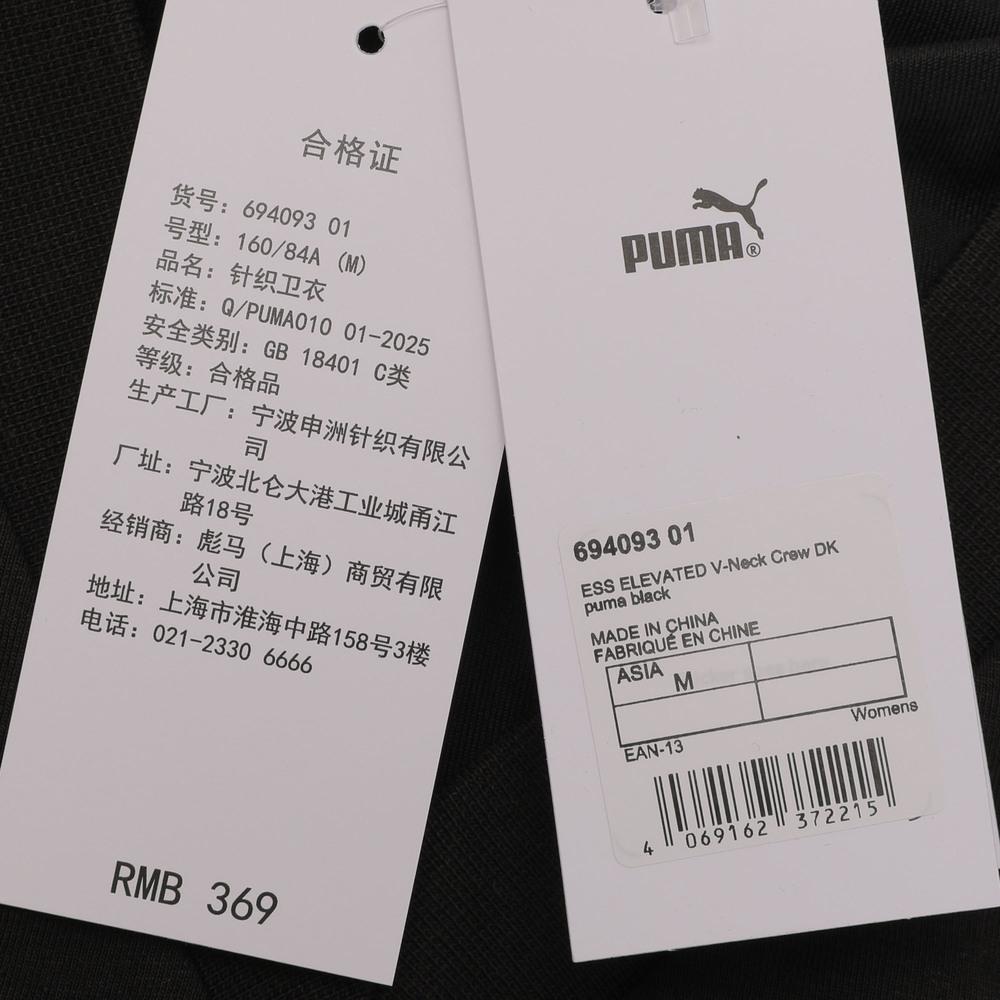 合格证
货号：694093 01
号型：160/84A (M)
品名：针织卫衣
标准：Q/PUMA010 01-2025
安全类别：GB 18401 C类
等级：合格品
生产工厂：宁波申洲针织有限公
司
厂址：宁波北仑大港工业城甬江
路18号
经销商：彪马（上海）商贸有限
公司
地址：上海市淮海中路158号3楼
电话：021-2330 6666
RMB 369
PUMA®
694093 01
ESS ELEVATED V-Neck Crew DK
puma black
MADE IN CHINA
FABRIQUÉ EN CHINE
ASIA M
Womens
EAN-13
4 069162 372215